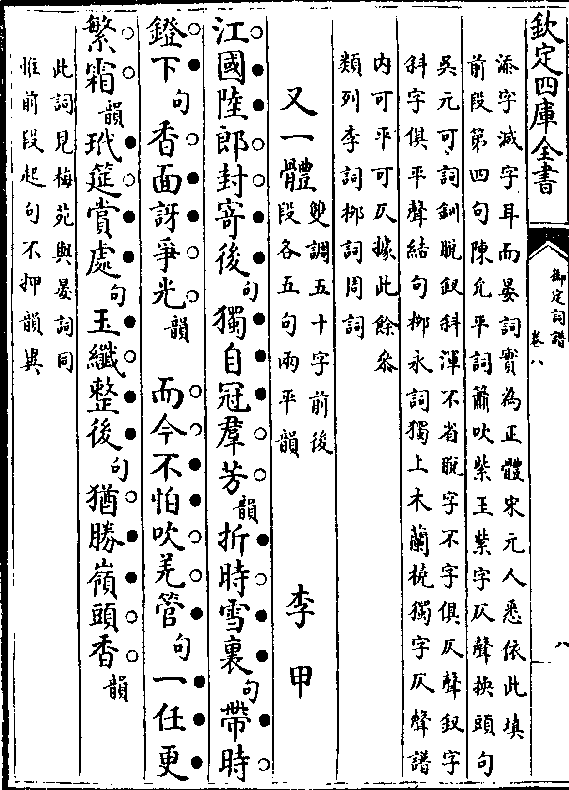 欽定四庫全書
御定詞譜
卷八
八
添字減字耳而晏詞實為正體宋元人悉依此填
前段第四句陳允平詞簫吹紫玉紫字仄聲換頭句
吳元可詞釧脫釵斜渾不省脫字不字俱仄聲釵字
斜字俱平聲結句柳永詞獨上木蘭橈獨字仄聲譜
内可平可仄據此餘叅
類列李詞柳詞周詞
又一體 雙調五十字前後段各五句兩平韻 李甲
江國陸郎封寄後句獨自冠羣芳韻折時雪裏句帶時
鐙下句香面訝爭光韻 而今不怕吹羌管句一任更
繁霜韻玳筵賞處句玉纖整後句猶勝嶺頭香韻
此詞見梅苑與晏詞同
惟前段起句不押韻異